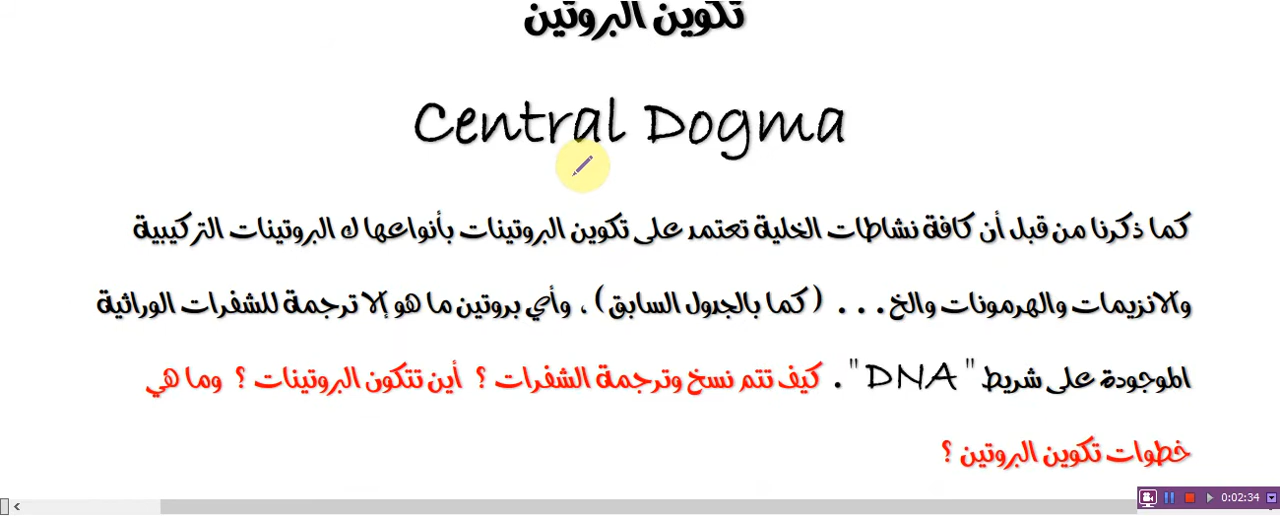 تكوين البروتين
Central Dogma
كما ذكرنا من قبل أن كافة نشاطات الخلية تعتمد على تكوين البروتينات بأنواعها ك البروتينات التركيبية
والانزيمات والهرمونات والخ... (كما بالجدول السابق) ، وأي بروتين ما هو إلا ترجمة للشفرات الوراثية
الموجودة على شريط "DNA" . كيف تتم نسخ وترجمة الشفرات ؟ أين تتكون البروتينات ؟ وما هي
خطوات تكوين البروتين ؟
0:02:34